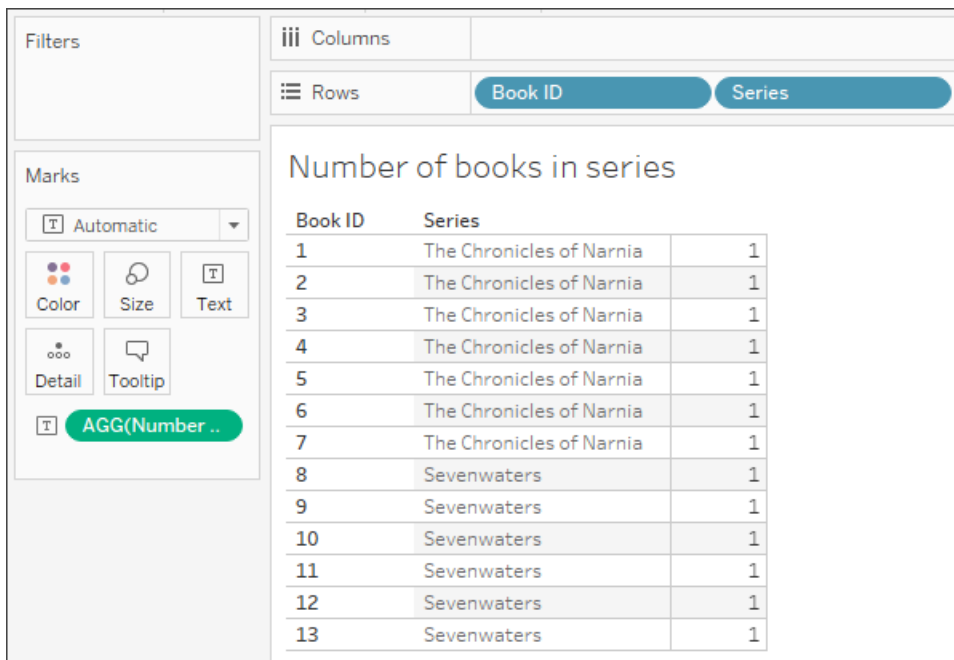 Filters
Columns
Rows Book ID Series
Marks
T Automatic
Color Size T Text
Detail Tooltip
T AGG(Number ..
Number of books in series
Book ID Series
1 The Chronicles of Narnia 1
2 The Chronicles of Narnia 1
3 The Chronicles of Narnia 1
4 The Chronicles of Narnia 1
5 The Chronicles of Narnia 1
6 The Chronicles of Narnia 1
7 The Chronicles of Narnia 1
8 Sevenwaters 1
9 Sevenwaters 1
10 Sevenwaters 1
11 Sevenwaters 1
12 Sevenwaters 1
13 Sevenwaters 1